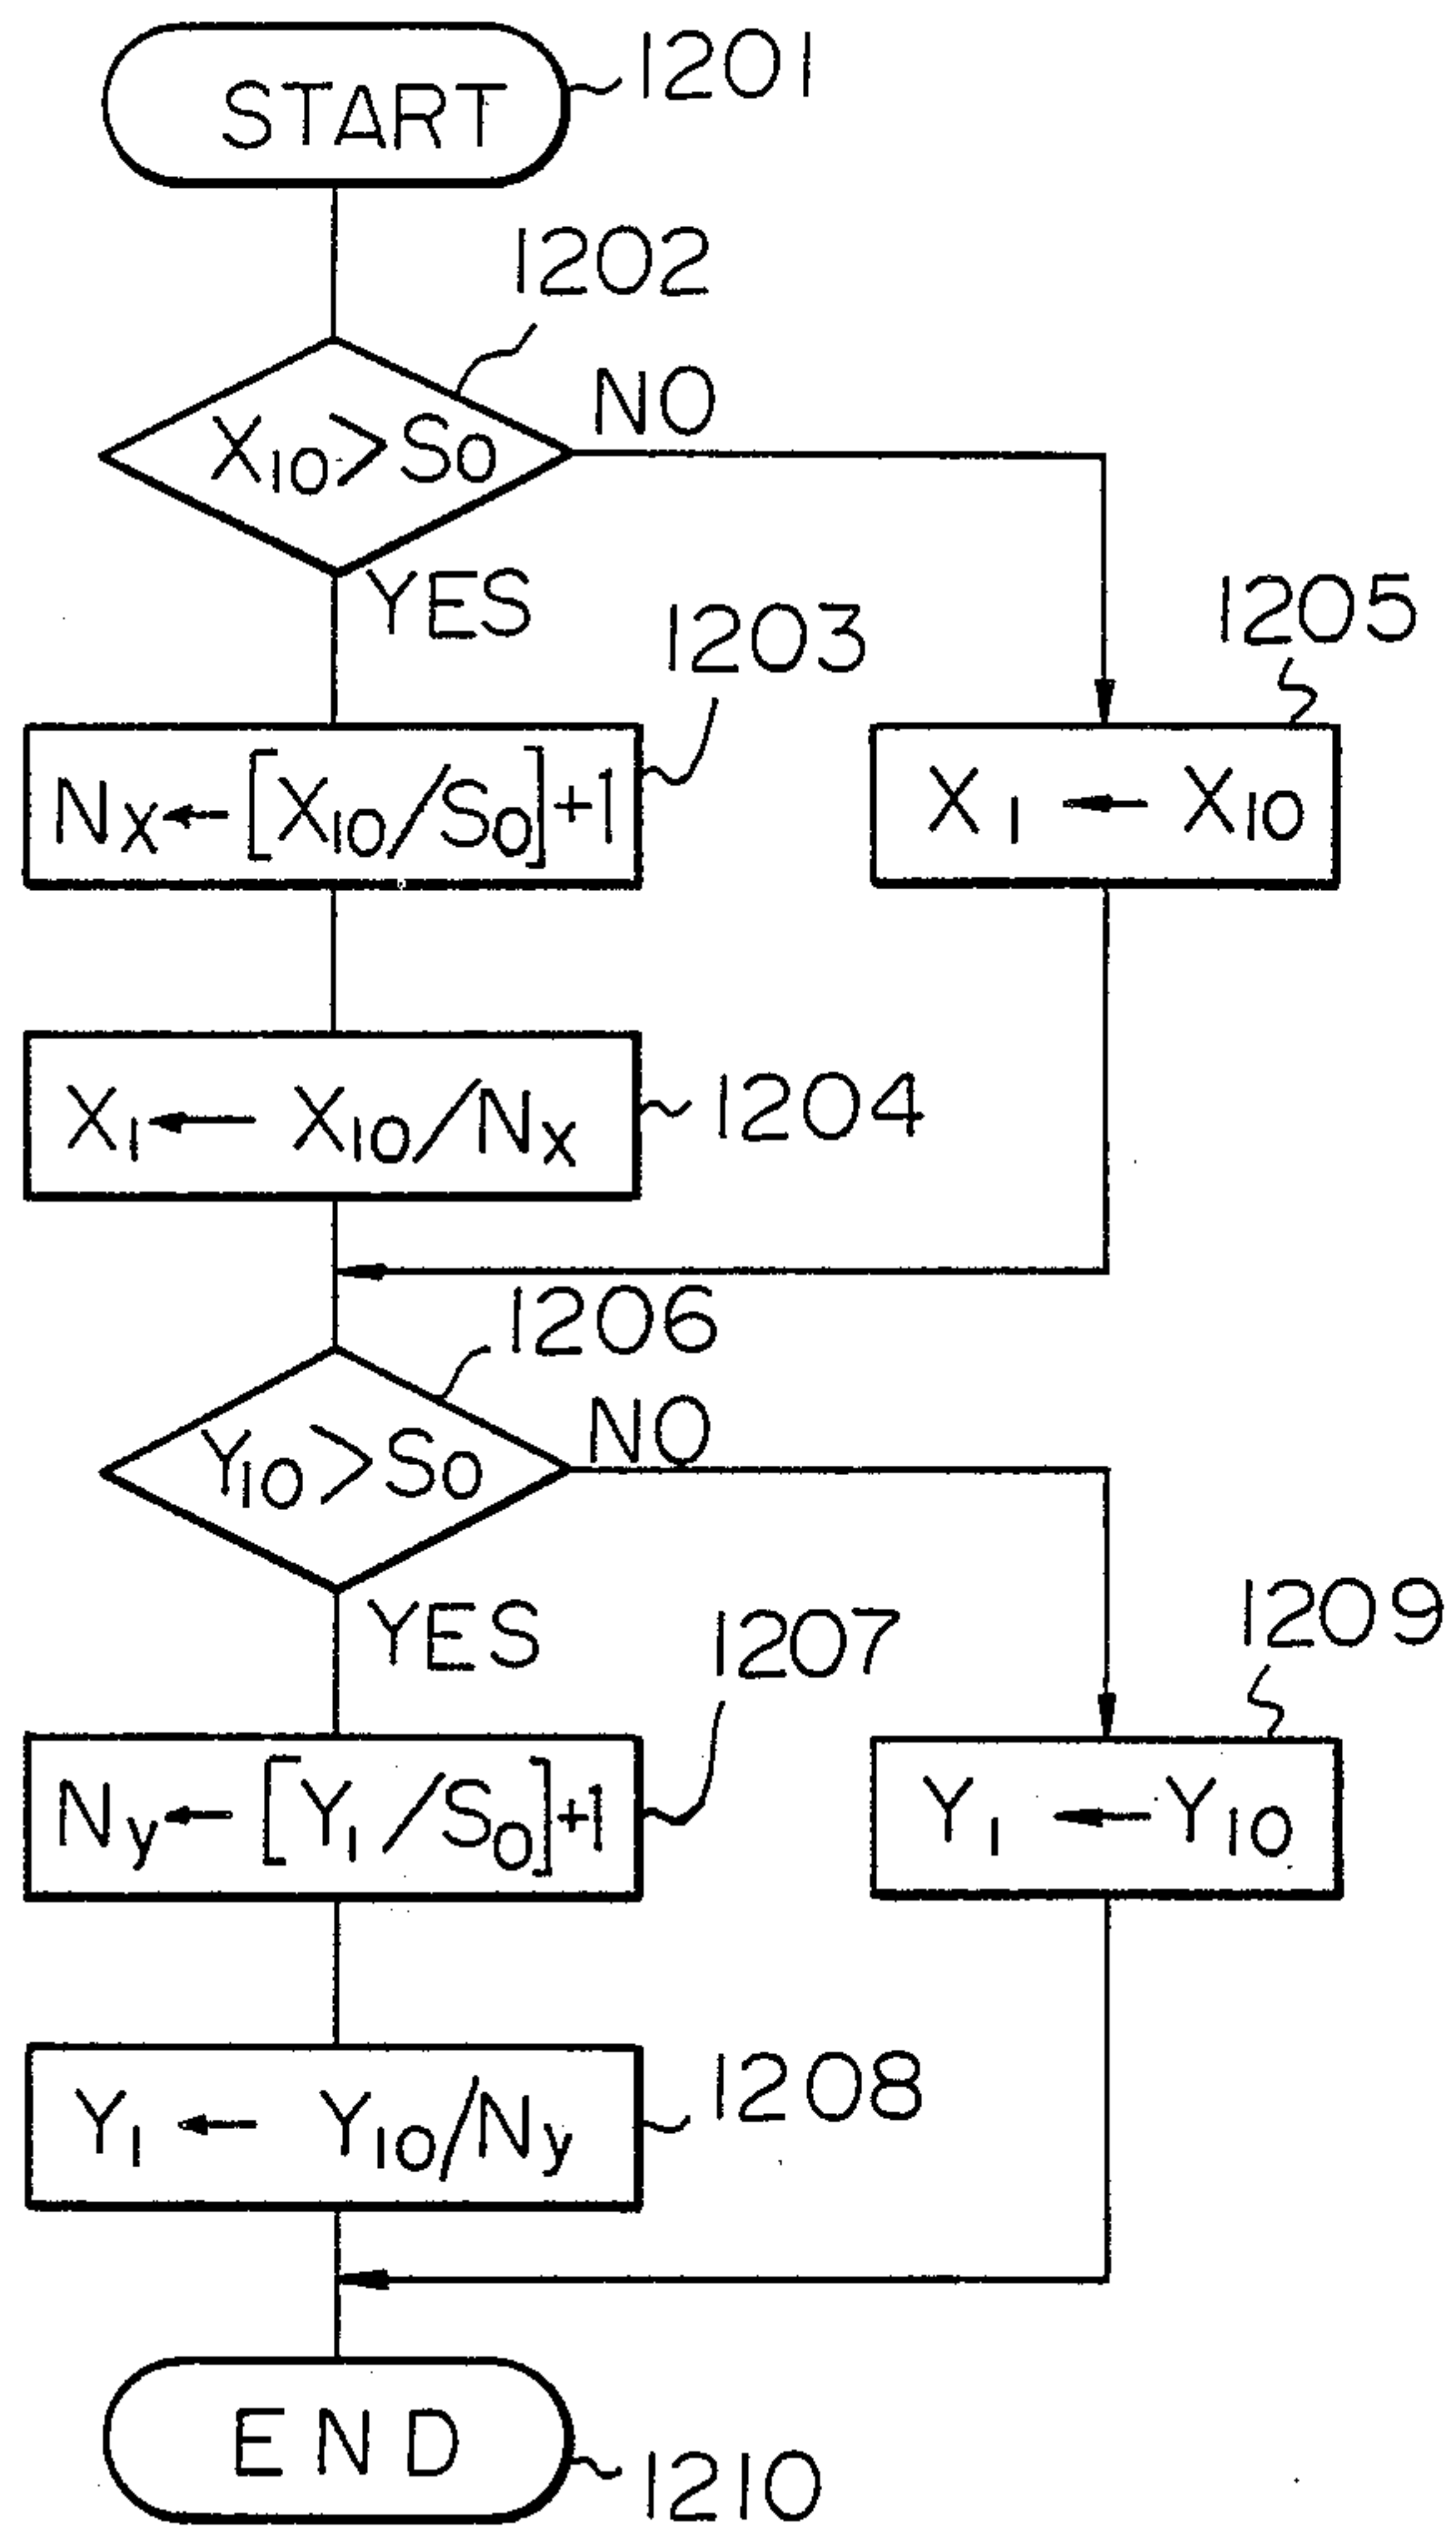 START
1201
1202
X10>S0
NO
YES
1203
1205
Nx←[X10/S0]+1
X1 ← X10
X1← X10/Nx
1204
1206
Y10>S0
NO
YES
1207
1209
Ny← [Y1/S0]+1
Y1 ←Y10
Y1 ← Y10/Ny
1208
END
1210